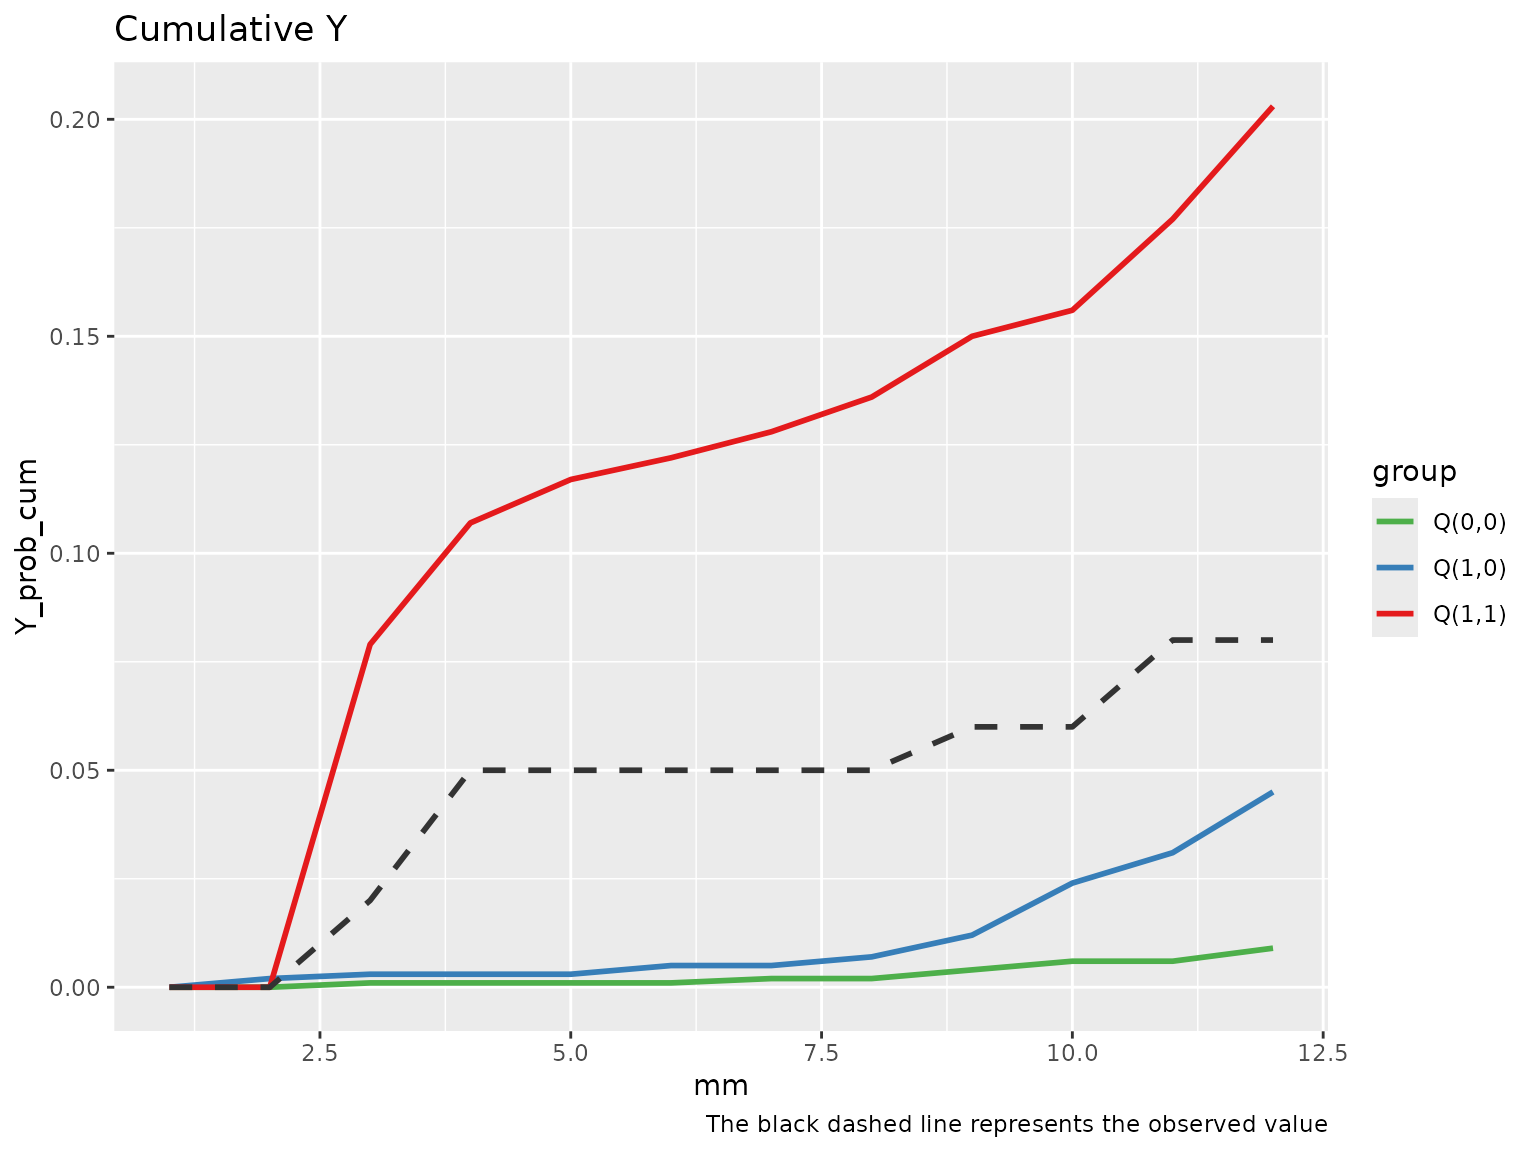 Cumulative Y
0.20
0.15
0.10
0.05
0.00
Y_prob_cum
2.5 5.0 7.5 10.0 12.5
mm
group
Q(0,0)
Q(1,0)
Q(1,1)
The black dashed line represents the observed value